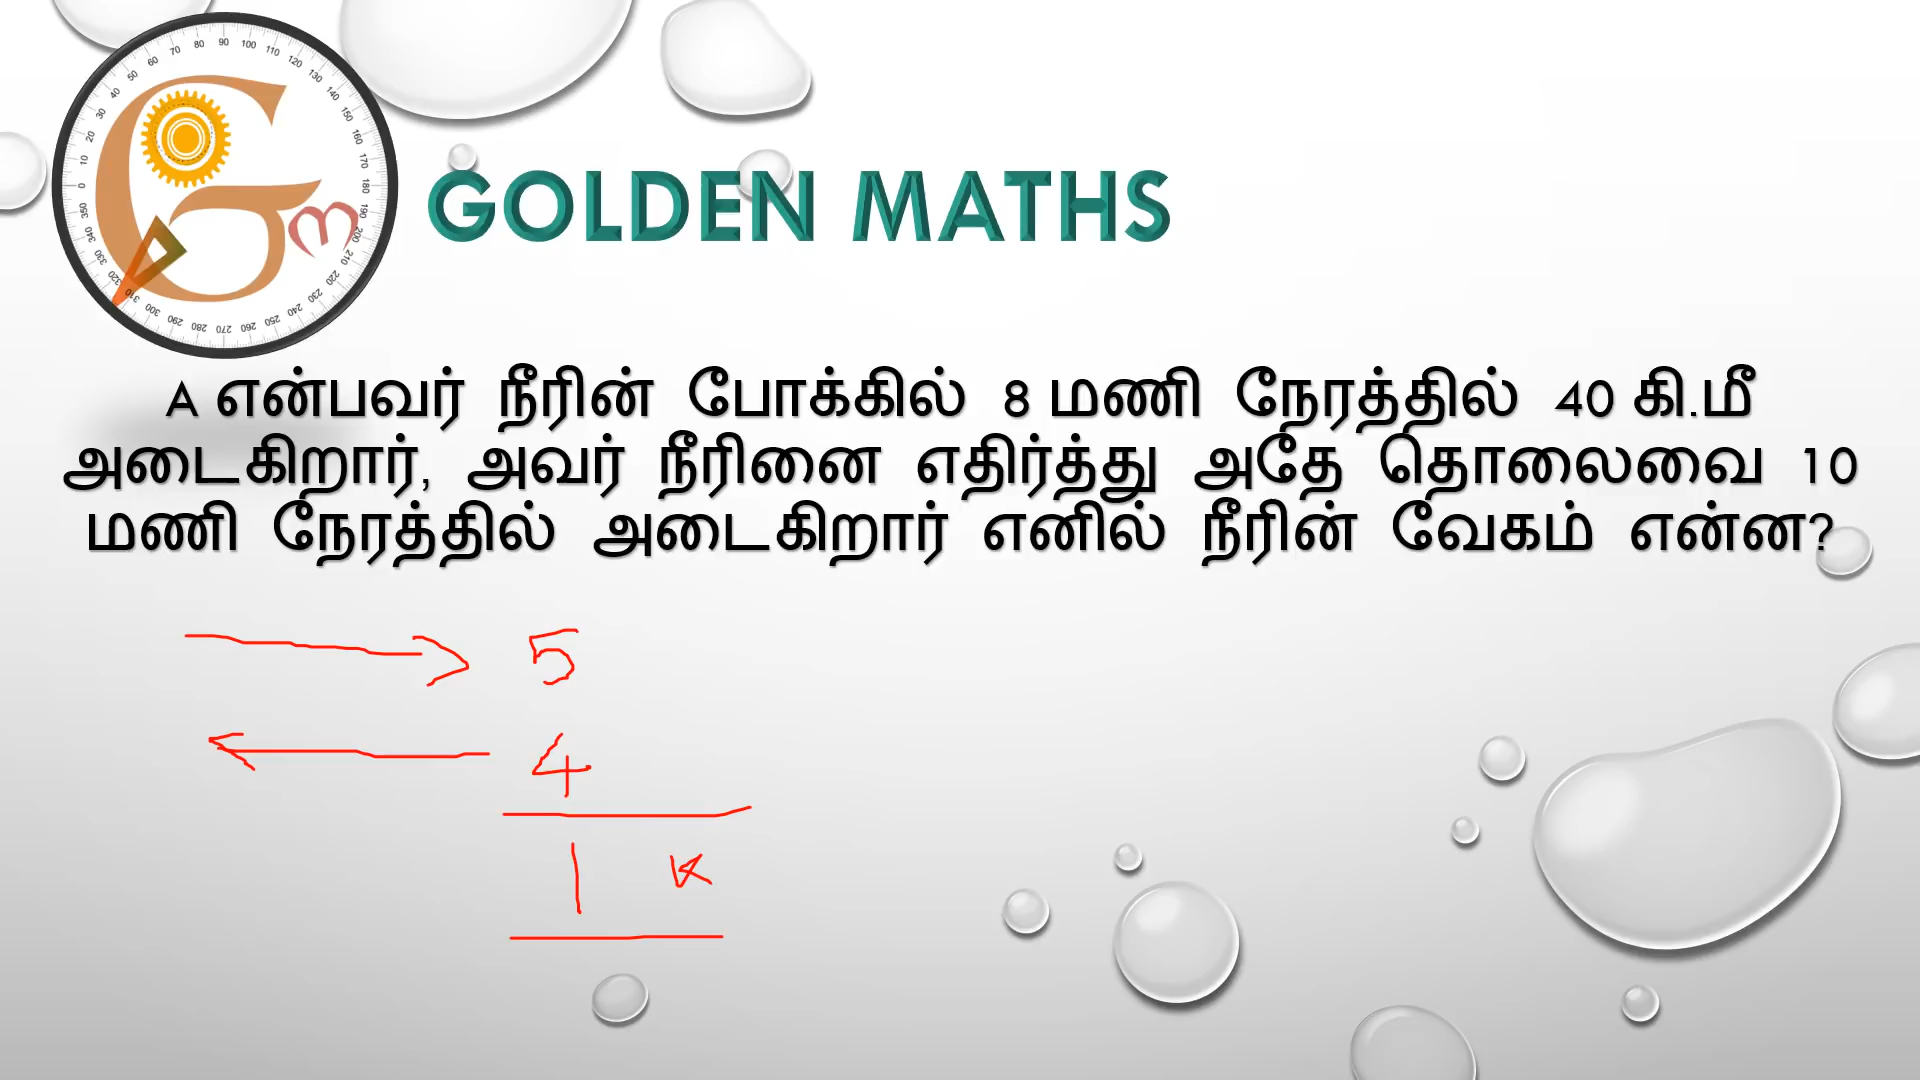 GOLDEN MATHS
A என்பவர் நீரின் போக்கில் 8 மணி நேரத்தில் 40 கி.மீ
அடைகிறார், அவர் நீரினை எதிர்த்து அதே தொலைவை 10
மணி நேரத்தில் அடைகிறார் எனில் நீரின் வேகம் என்ன?
5
4
1 K